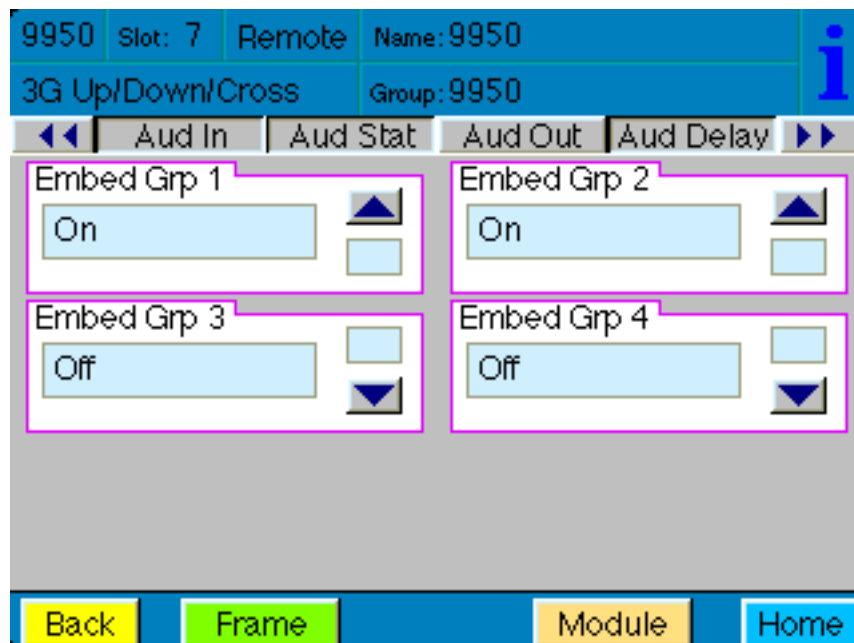 9950 Slot: 7 Remote Name: 9950
3G Up/Down/Cross Group: 9950
Aud In Aud Stat Aud Out Aud Delay
Embed Grp 1 Embed Grp 2
On On
Embed Grp 3 Embed Grp 4
Off Off
Back Frame Module Home